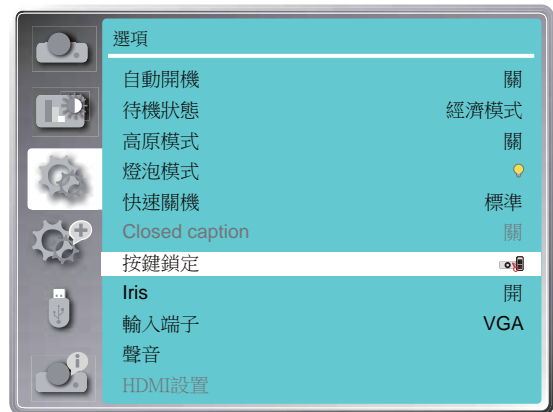 選項
自動開機 關
待機狀態 經濟模式
高原模式 關
燈泡模式
快速關機 標準
Closed caption 關
按鍵鎖定
Iris 開
輸入端子 VGA
聲音
HDMI設置